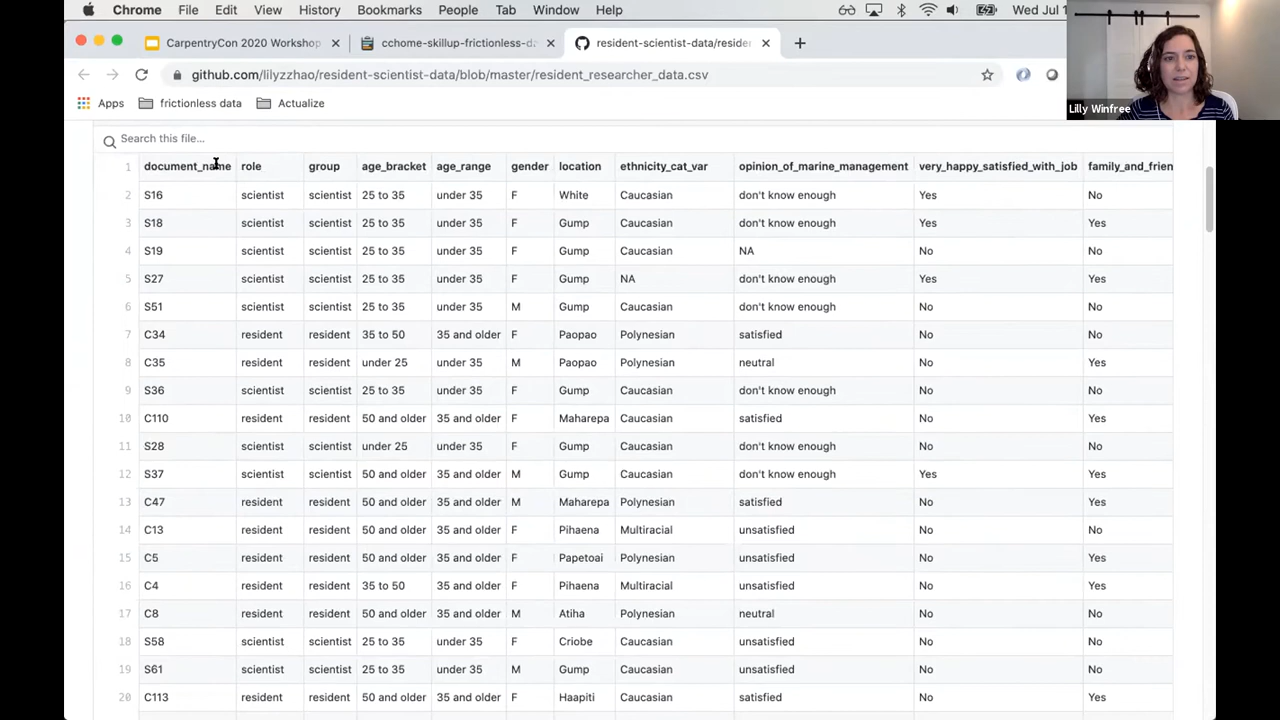 Chrome File Edit View History Bookmarks People Tab Window Help Wed Jul 1
CarpentryCon 2020 Workshop cchome-skillup-frictionless-da resident-scientist-data/reside
github.com/lilyzzhao/resident-scientist-data/blob/master/resident_researcher_data.csv
Apps frictionless data Actualize
Lilly Winfree
Search this file...
1 document_name role group age_bracket age_range gender location ethnicity_cat_var opinion_of_marine_management very_happy_satisfied_with_job family_and_frien
2 S16 scientist scientist 25 to 35 under 35 F White Caucasian don't know enough Yes No
3 S18 scientist scientist 25 to 35 under 35 F Gump Caucasian don't know enough Yes Yes
4 S19 scientist scientist 25 to 35 under 35 F Gump Caucasian NA No No
5 S27 scientist scientist 25 to 35 under 35 F Gump NA don't know enough Yes Yes
6 S51 scientist scientist 25 to 35 under 35 M Gump Caucasian don't know enough No No
7 C34 resident resident 35 to 50 35 and older F Paopao Polynesian satisfied No No
8 C35 resident resident under 25 under 35 M Paopao Polynesian neutral No Yes
9 S36 scientist scientist 25 to 35 under 35 F Gump Caucasian don't know enough No No
10 C110 resident resident 50 and older 35 and older F Maharepa Caucasian satisfied No Yes
11 S28 scientist scientist under 25 under 35 F Gump Caucasian don't know enough No No
12 S37 scientist scientist 50 and older 35 and older M Gump Caucasian don't know enough Yes Yes
13 C47 resident resident 50 and older 35 and older M Maharepa Polynesian satisfied No Yes
14 C13 resident resident 50 and older 35 and older F Pihaena Multiracial unsatisfied No No
15 C5 resident resident 50 and older 35 and older F Papetoai Polynesian unsatisfied No Yes
16 C4 resident resident 35 to 50 35 and older F Pihaena Multiracial unsatisfied No Yes
17 C8 resident resident 50 and older 35 and older M Atiha Polynesian neutral No No
18 S58 scientist scientist 25 to 35 under 35 F Criobe Caucasian unsatisfied No No
19 S61 scientist scientist 25 to 35 under 35 M Gump Caucasian unsatisfied No No
20 C113 resident resident 50 and older 35 and older F Haapiti Caucasian satisfied No Yes